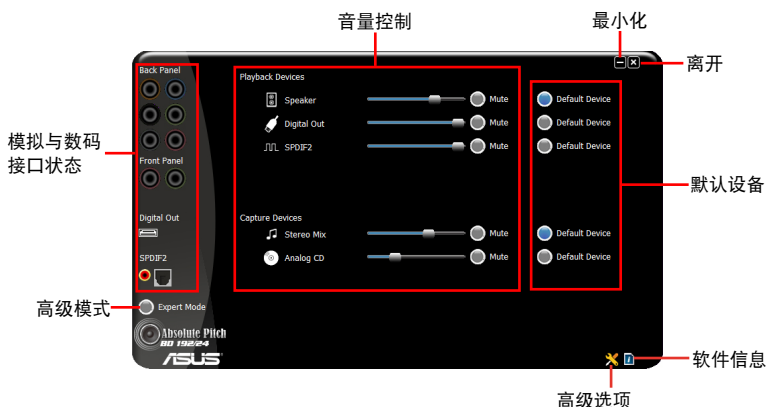 音量控制
最小化
离开
模拟与数码
接口状态
默认设备
高级模式
软件信息
高级选项
Back Panel
Front Panel
Digital Out
SPDIF2
Expert Mode
Absolute Pitch
BD 192/24
ASUS
Playback Devices
Speaker Mute Default Device
Digital Out Mute Default Device
SPDIF2 Mute Default Device
Capture Devices
Stereo Mix Mute Default Device
Analog CD Mute Default Device